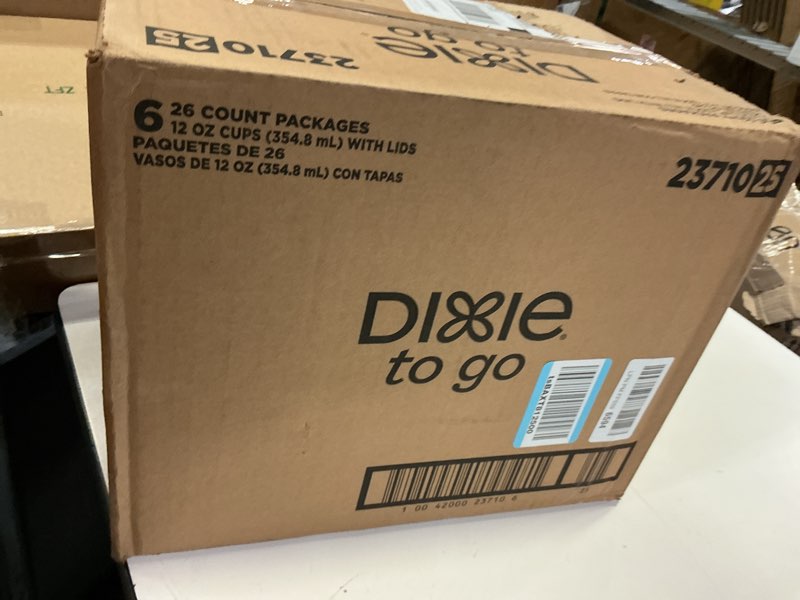 6 26 COUNT PACKAGES
12 OZ CUPS (354.8 mL) WITH LIDS
PAQUETES DE 26
VASOS DE 12 OZ (354.8 mL) CON TAPAS
23710 25
DIXIE
to go
23710 25
DIXIE®
to go
1 00 42000 23710 6
6594
ZFT